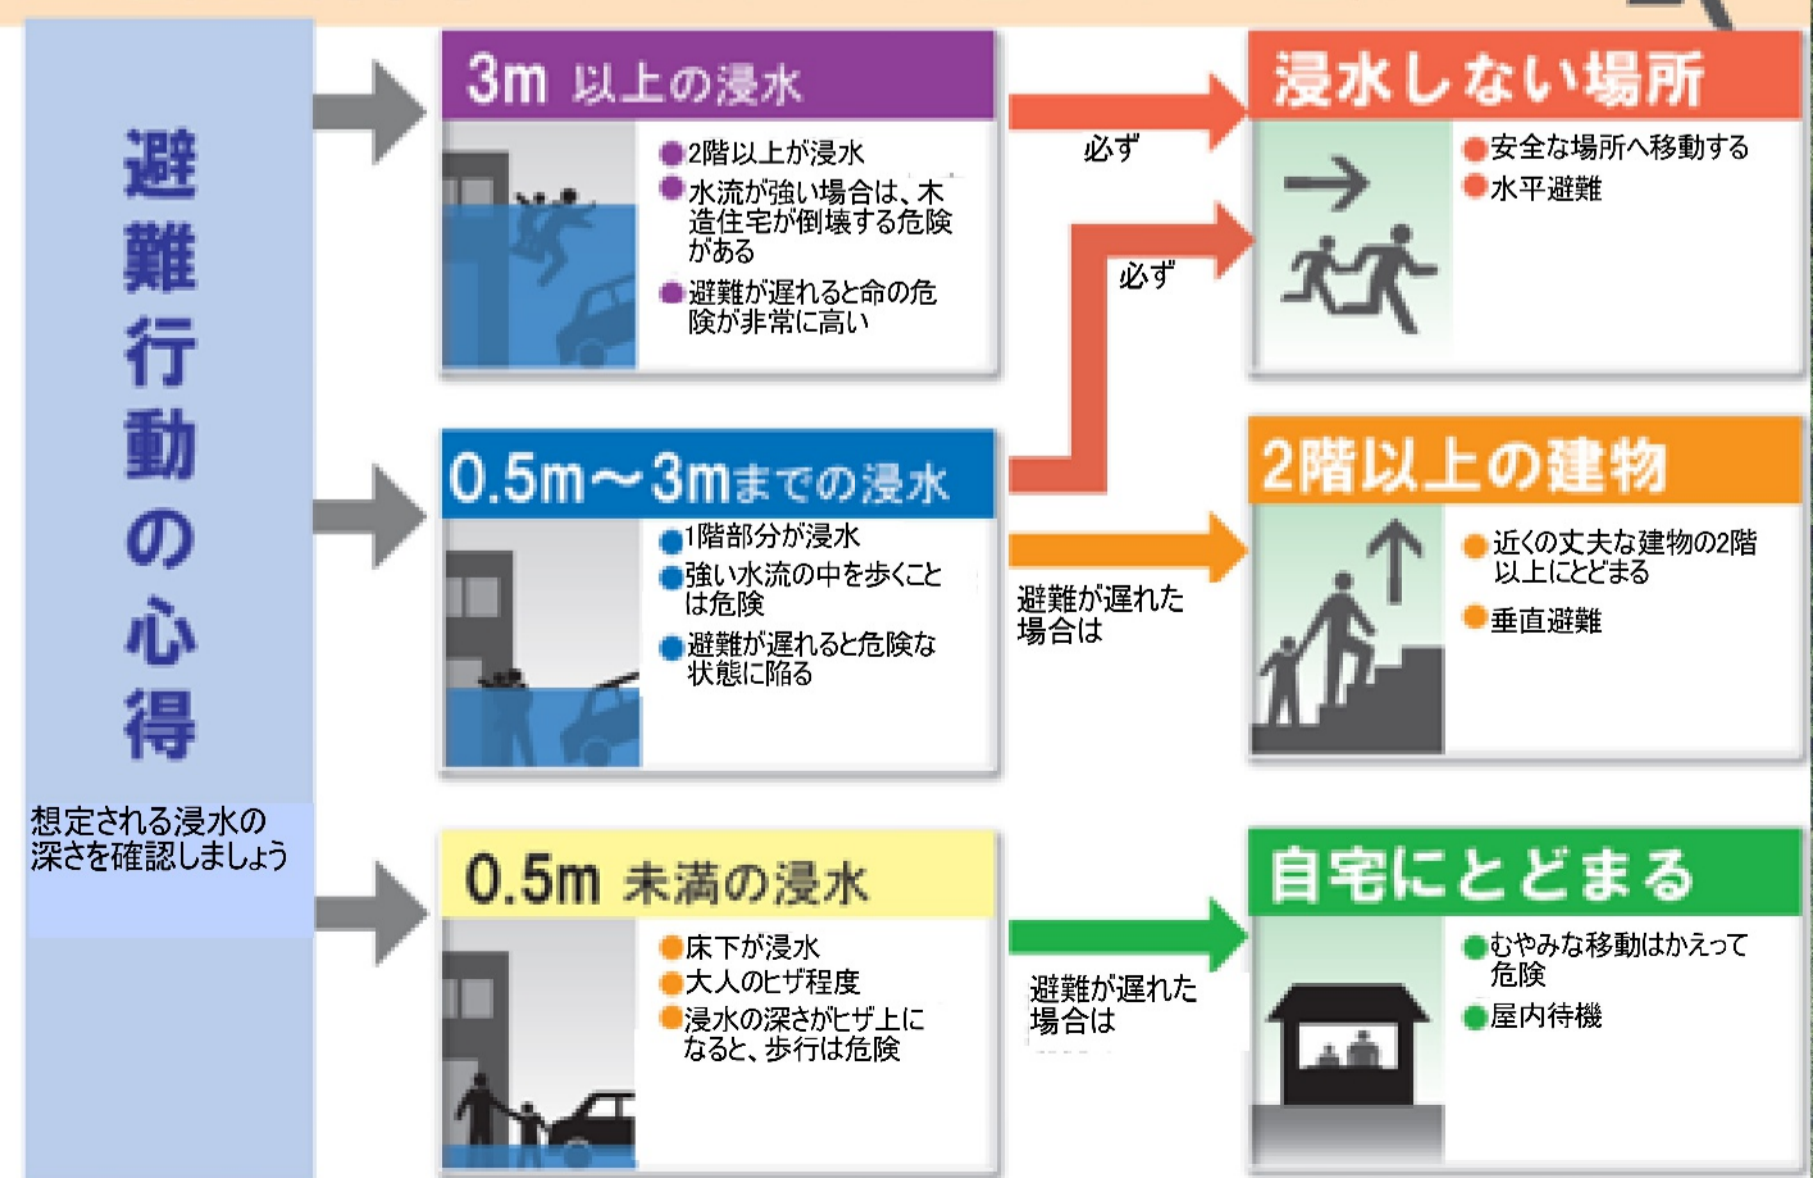 避難行動の心得
想定される浸水の
深さを確認しましょう
3m 以上の浸水
●2階以上が浸水
●水流が強い場合は、木
造住宅が倒壊する危険
がある
●避難が遅れると命の危
険が非常に高い
必ず
浸水しない場所
●安全な場所へ移動する
●水平避難
0.5m～3mまでの浸水
●1階部分が浸水
●強い水流の中を歩くこと
は危険
●避難が遅れると危険な
状態に陥る
必ず
避難が遅れた
場合は
2階以上の建物
●近くの丈夫な建物の2階
以上にとどまる
●垂直避難
0.5m 未満の浸水
●床下が浸水
●大人のヒザ程度
●浸水の深さがヒザ上に
なると、歩行は危険
避難が遅れた
場合は
自宅にとどまる
●むやみな移動はかえって
危険
●屋内待機